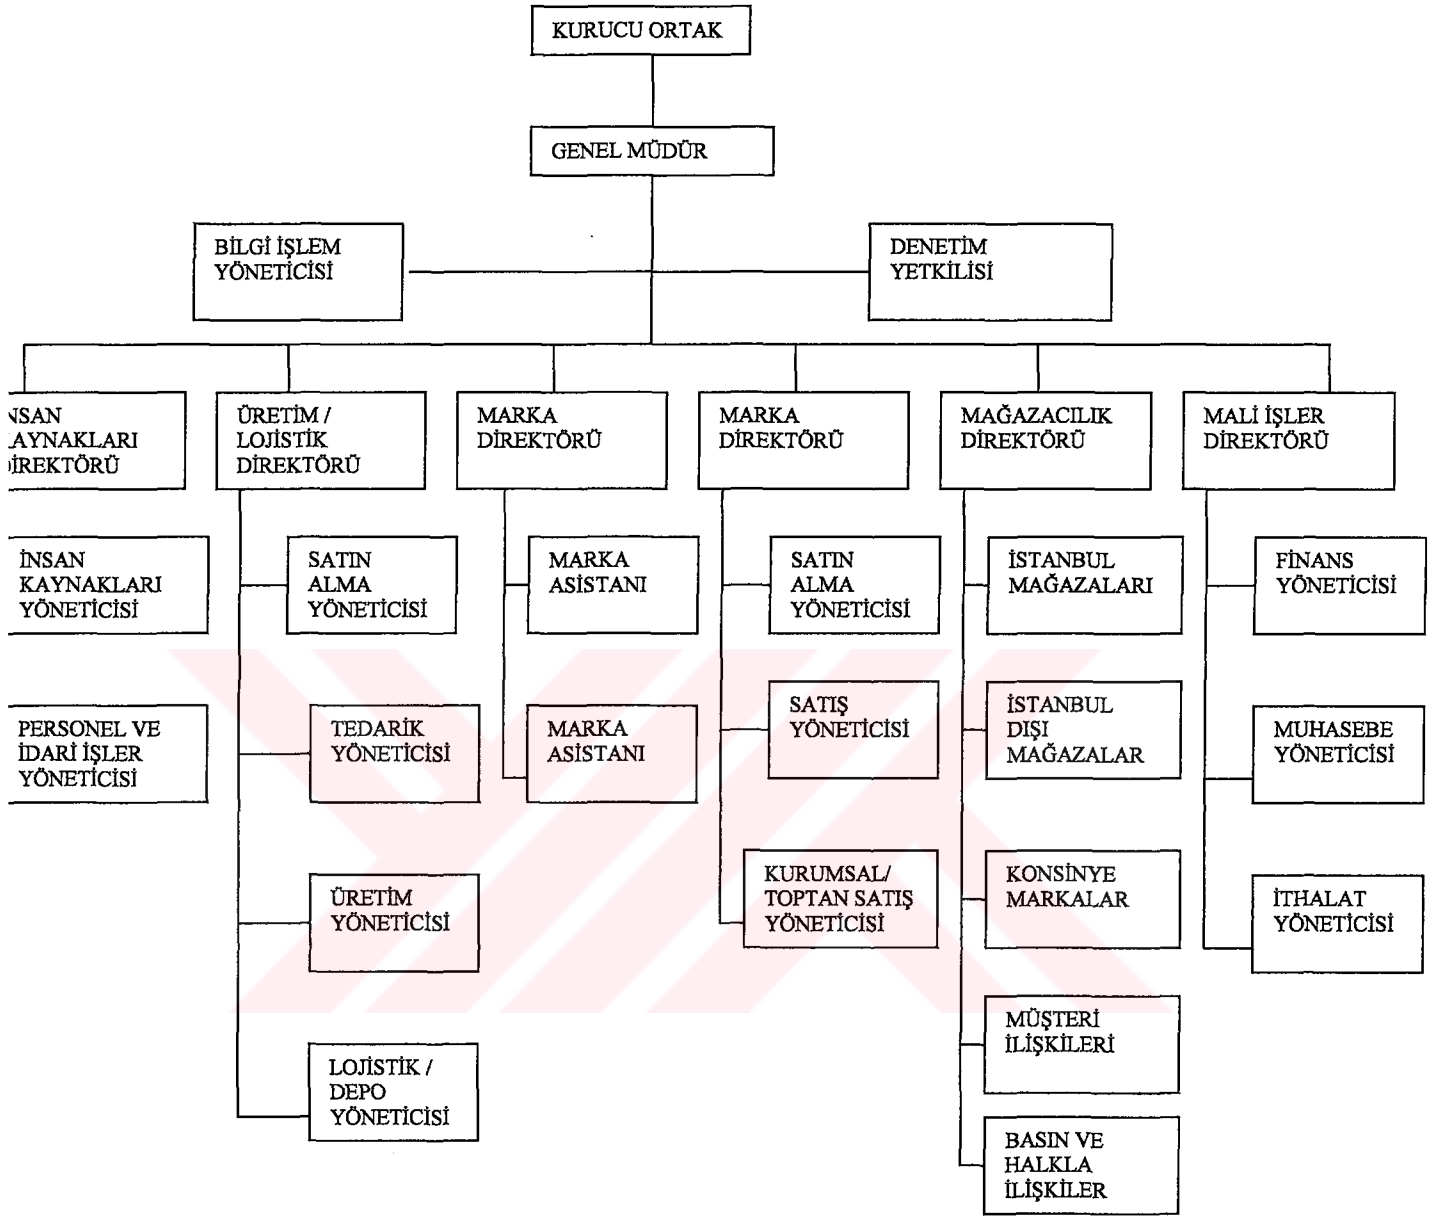 KURUCU ORTAK
GENEL MÜDÜR
BİLGİ İŞLEM
YÖNETİCİSİ
DENETİM
YETKİLİSİ
NSAN
AYNAKLARI
DİREKTÖRÜ
ÜRETİM /
LOJİSTİK
DİREKTÖRÜ
MARKA
DİREKTÖRÜ
MARKA
DİREKTÖRÜ
MAĞAZACILIK
DİREKTÖRÜ
MALİ İŞLER
DİREKTÖRÜ
İNSAN
KAYNAKLARI
YÖNETİCİSİ
PERSONEL VE
İDARİ İŞLER
YÖNETİCİSİ
SATIN
ALMA
YÖNETİCİSİ
TEDARİK
YÖNETİCİSİ
ÜRETİM
YÖNETİCİSİ
LOJİSTİK /
DEPO
YÖNETİCİSİ
MARKA
ASİSTANI
MARKA
ASİSTANI
SATIN
ALMA
YÖNETİCİSİ
SATIŞ
YÖNETİCİSİ
KURUMSAL/
TOPTAN SATIŞ
YÖNETİCİSİ
İSTANBUL
MAĞAZALARI
İSTANBUL
DIŞI
MAĞAZALAR
KONSİNYE
MARKALAR
MÜŞTERİ
İLİŞKİLERİ
BASIN VE
HALKLA
İLİŞKİLER
FİNANS
YÖNETİCİSİ
MUHASEBE
YÖNETİCİSİ
İTHALAT
YÖNETİCİSİ